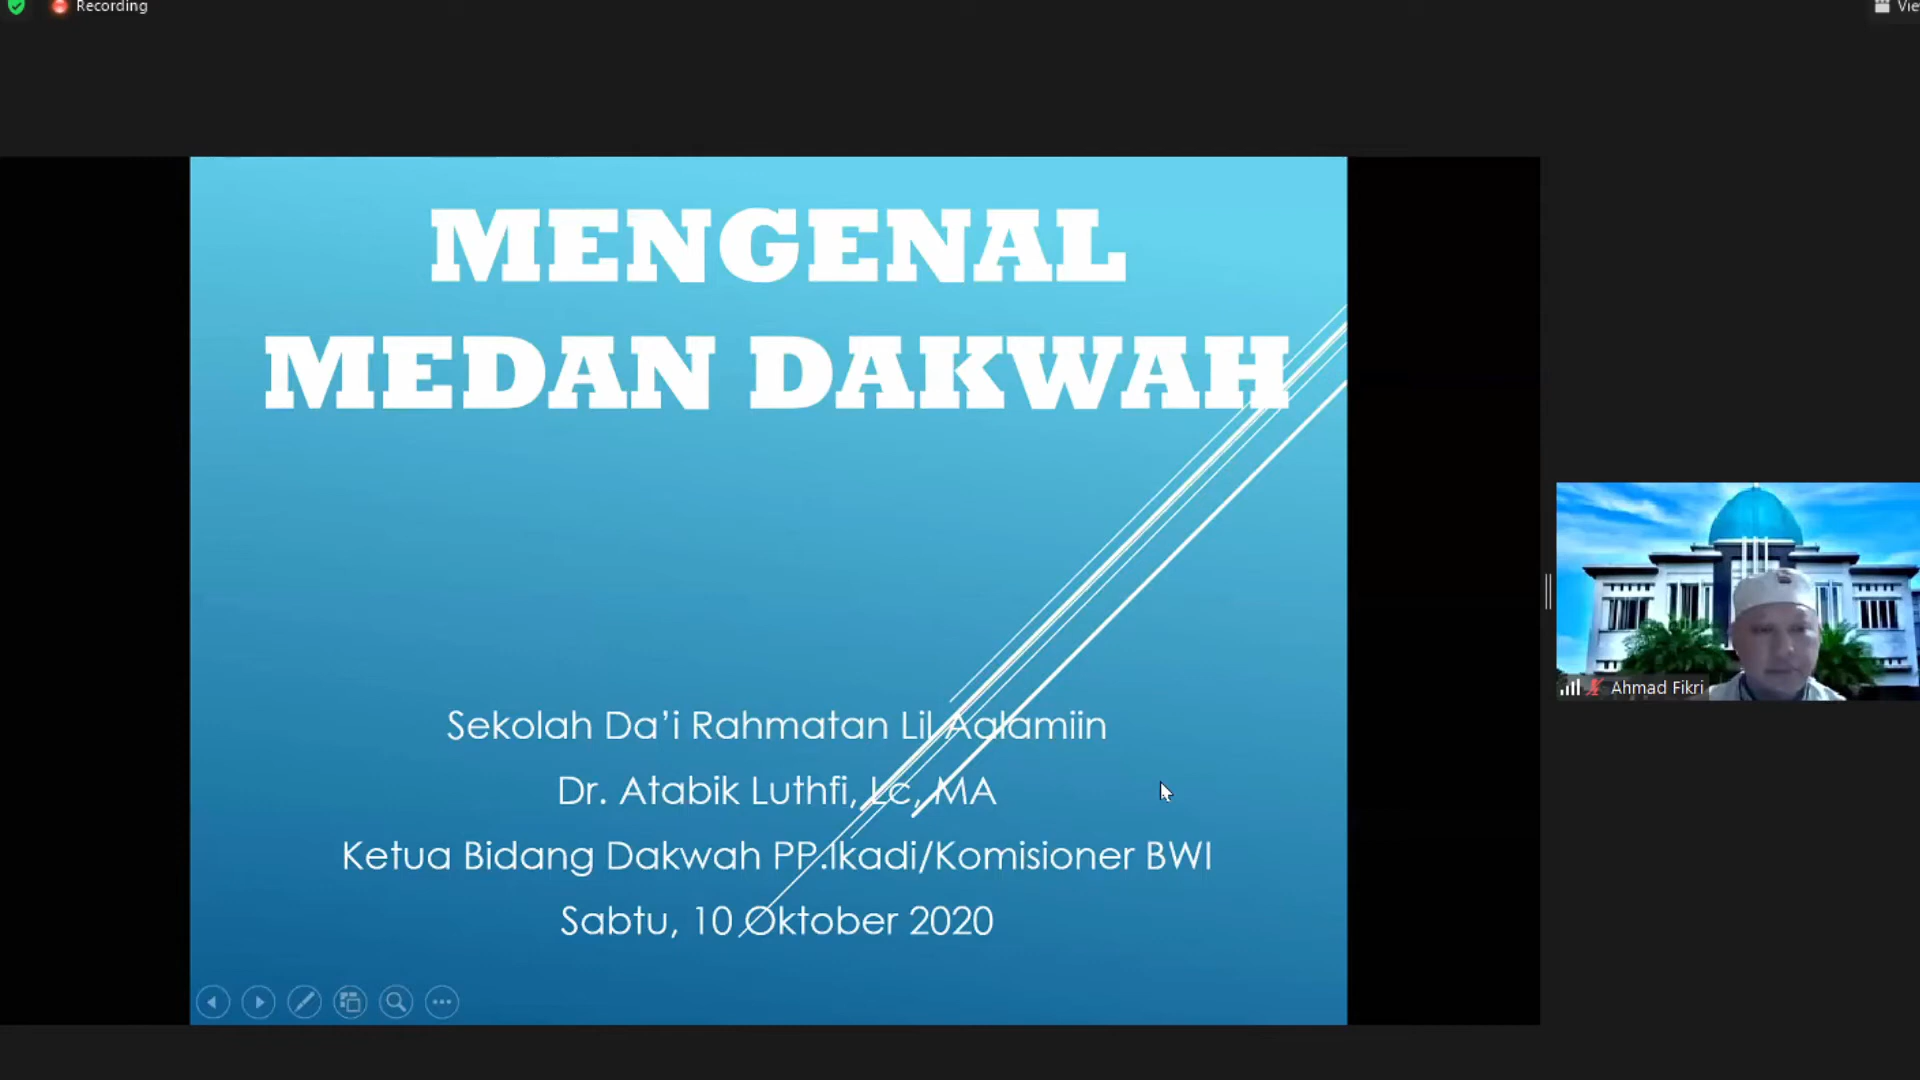 Recording
MENGENAL
MEDAN DAKWAH
Sekolah Da'i Rahmatan Lil Aalamiin
Dr. Atabik Luthfi, Lc, MA
Ketua Bidang Dakwah PP.Ikadi/Komisioner BWI
Sabtu, 10 Oktober 2020
Ahmad Fikri